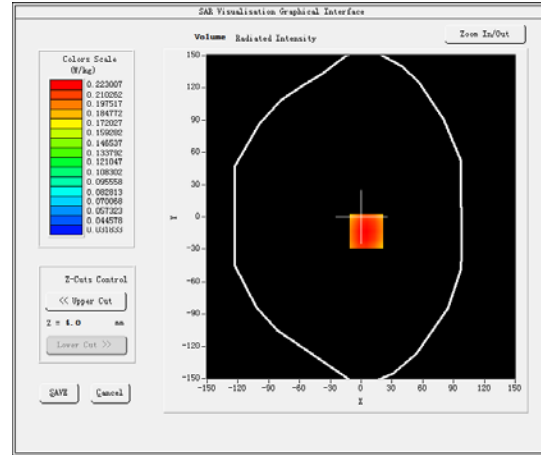 SAR Visualisation Graphical Interface
Volume Radiated Intensity
Zoom In/Out
Colors Scale
(W/kg)
0.223007
0.210262
0.197517
0.184772
0.172027
0.159282
0.146537
0.133792
0.121047
0.108302
0.095558
0.082813
0.070068
0.057323
0.044578
0.031833
Z-Cuts Control
<< Upper Cut
Z = 4.0 mm
Lower Cut >>
SAVE Cancel
150
120
90
60
30
0
-30
-60
-90
-120
-150
Y
-150 -120 -90 -60 -30 0 30 60 90 120 150
X